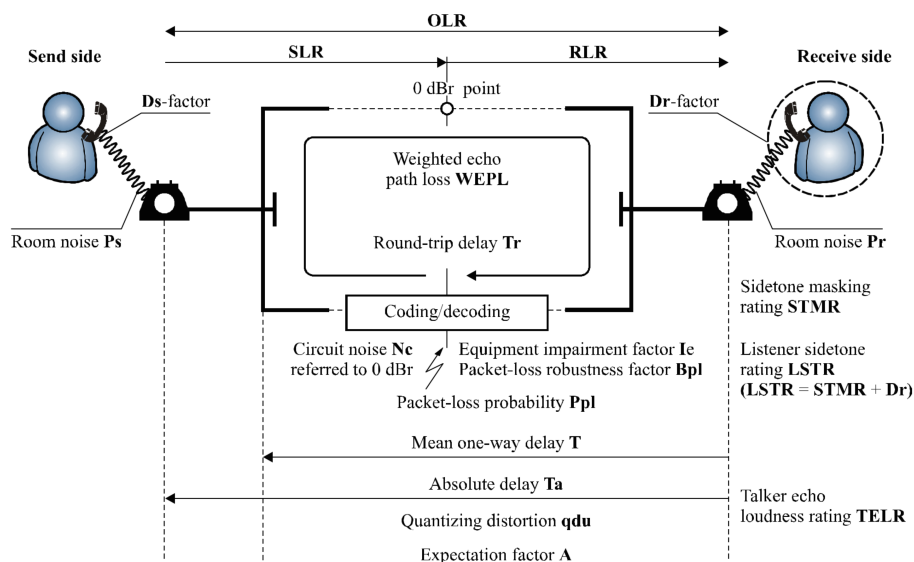 OLR
Send side
SLR
RLR
Receive side
0 dBr point
Ds-factor
Dr-factor
Weighted echo
path loss WEPL
Room noise Ps
Round-trip delay Tr
Room noise Pr
Sidetone masking
rating STMR
Coding/decoding
Circuit noise Nc
referred to 0 dBr
Equipment impairment factor Ie
Packet-loss robustness factor Bpl
Listener sidetone
rating LSTR
(LSTR = STMR + Dr)
Packet-loss probability Ppl
Mean one-way delay T
Absolute delay Ta
Talker echo
loudness rating TELR
Quantizing distortion qdu
Expectation factor A